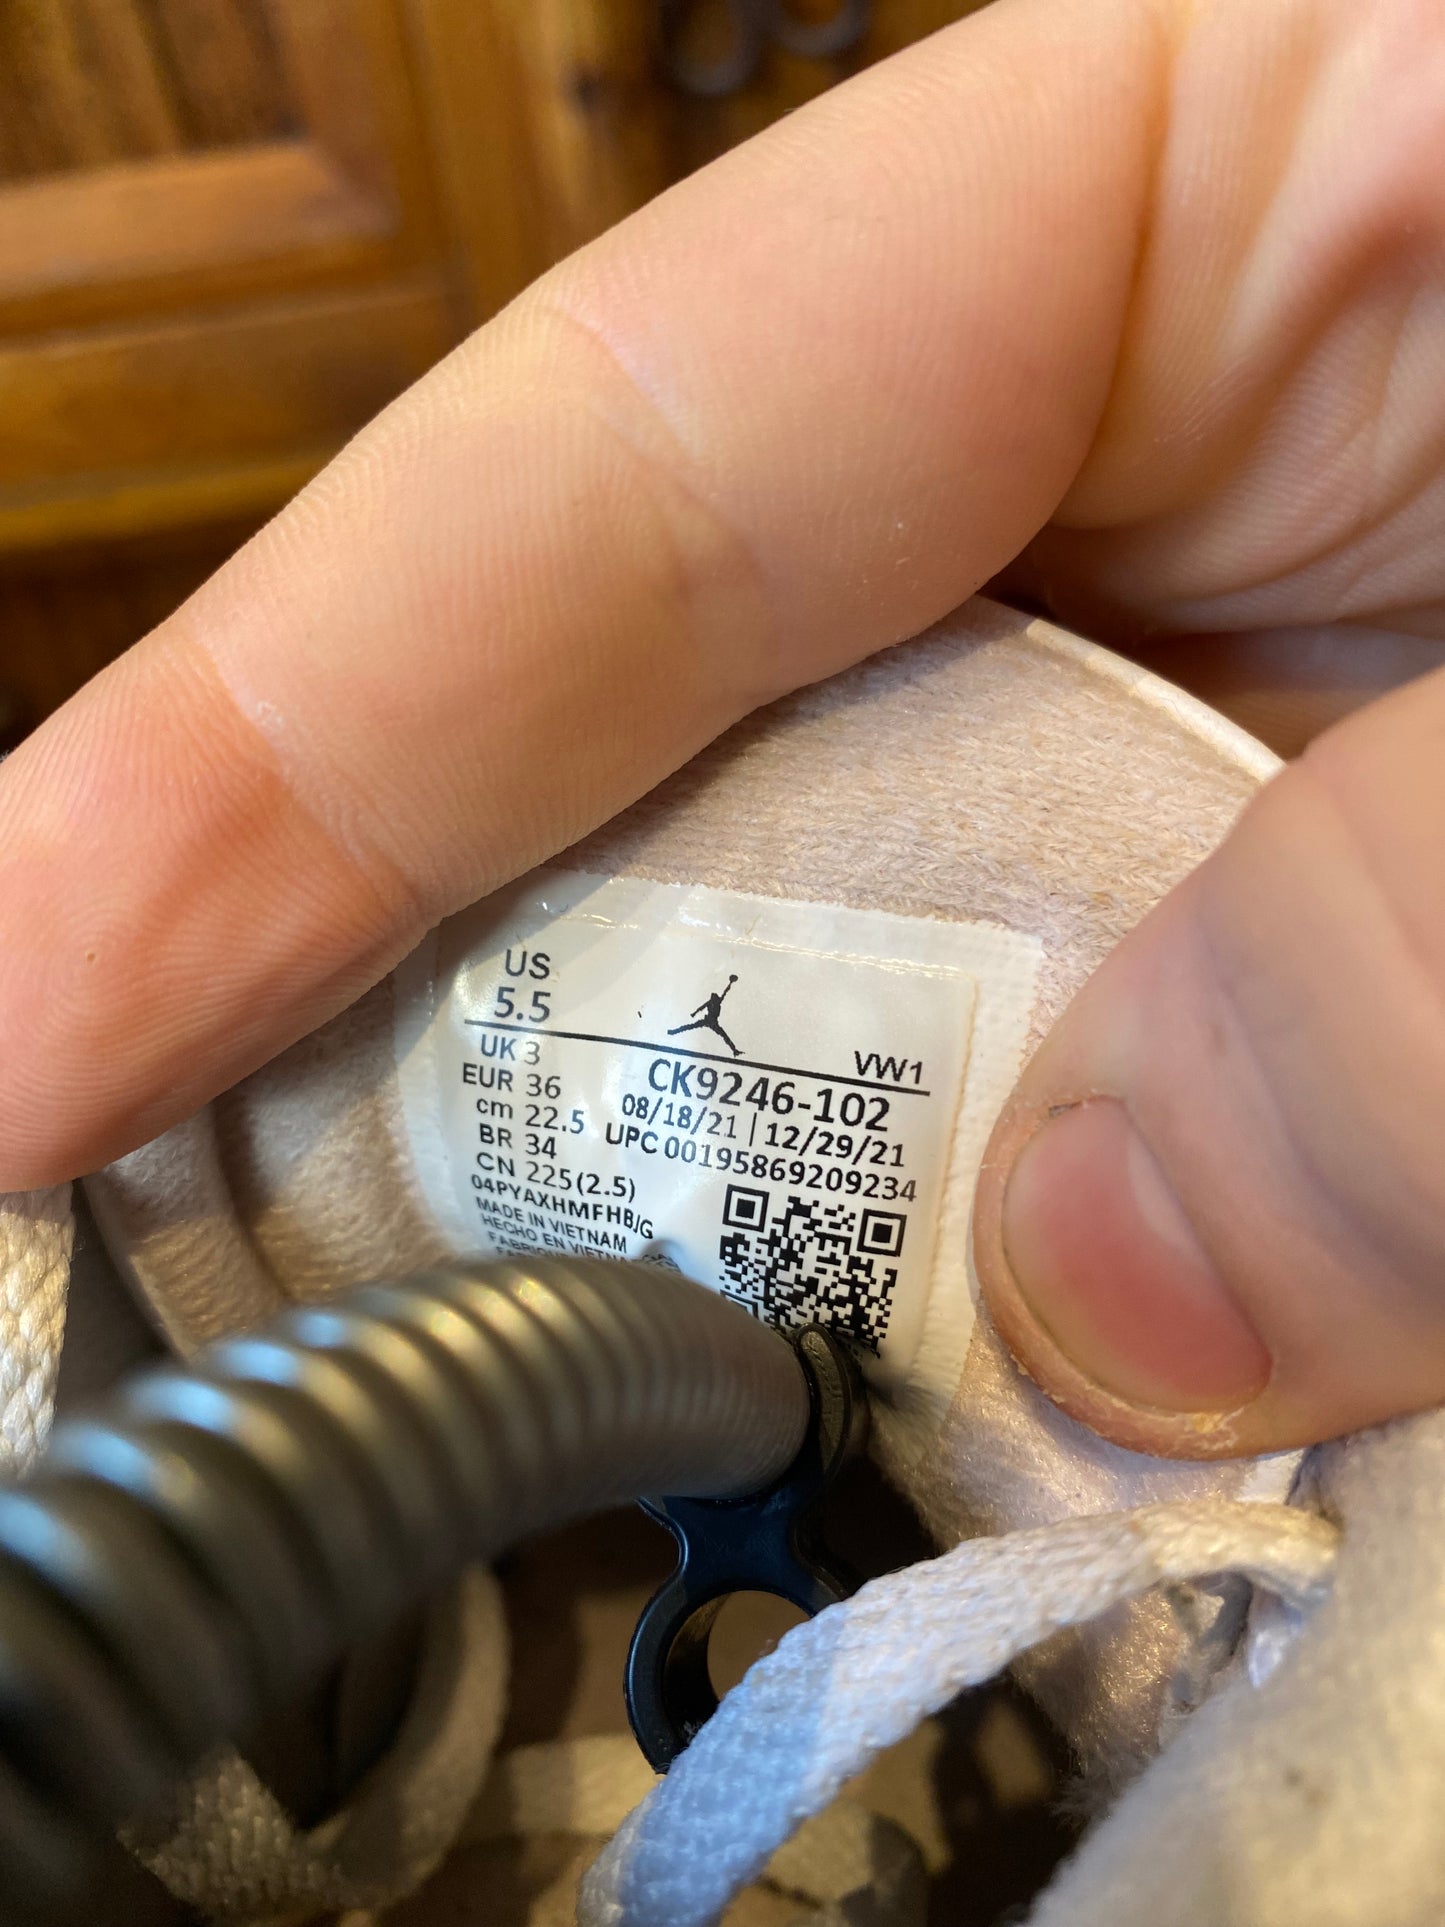 US
5.5
VW1
UK 3
EUR 36
cm 22.5
BR 34
CN 225(2.5)
CK9246-102
08/18/21 | 12/29/21
UPC 00195869209234
04PYAXHMFHB/G
MADE IN VIETNAM
HECHO EN